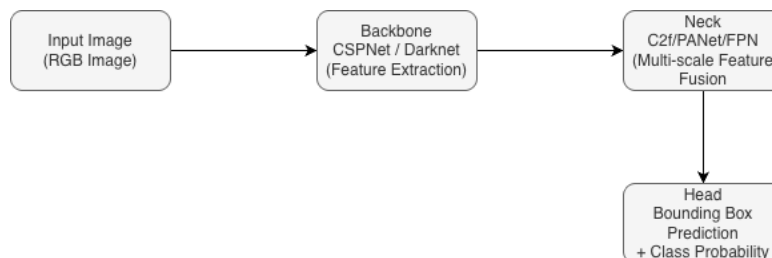 Input Image
(RGB Image)
Backbone
CSPNet / Darknet
(Feature Extraction)
Neck
C2f/PANet/FPN
(Multi-scale Feature
Fusion
Head
Bounding Box
Prediction
+ Class Probability